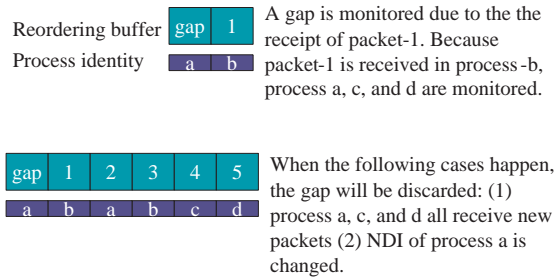 Reordering buffer gap 1
Process identity a b
A gap is monitored due to the the
receipt of packet-1. Because
packet-1 is received in process-b,
process a, c, and d are monitored.
gap 1 2 3 4 5
a b a b c d
When the following cases happen,
the gap will be discarded: (1)
process a, c, and d all receive new
packets (2) NDI of process a is
changed.